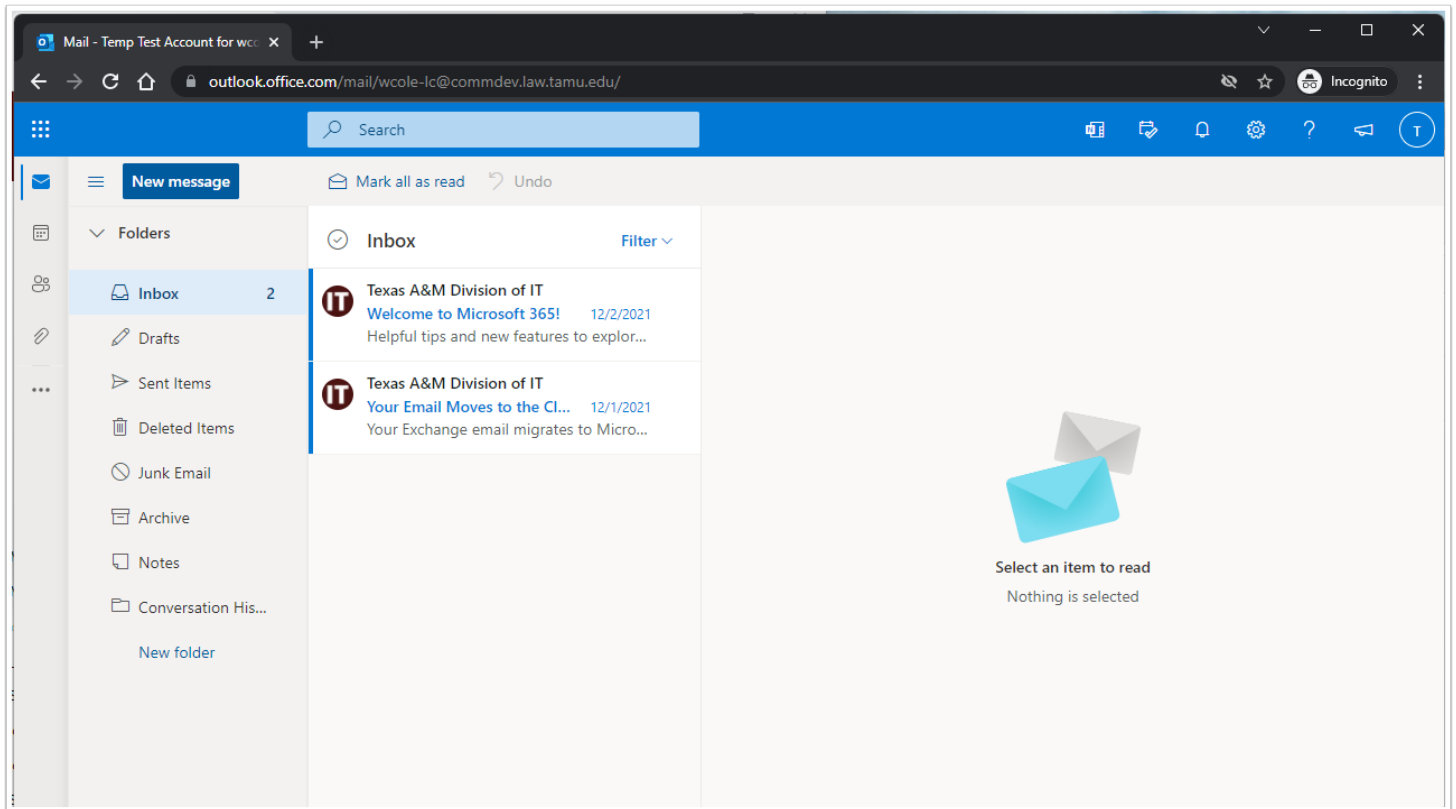 Mail - Temp Test Account for wco
outlook.office.com/mail/wcole-lc@commdev.law.tamu.edu/
Incognito
Search
T
New message
Mark all as read
Undo
Folders
Inbox 2
Drafts
Sent Items
Deleted Items
Junk Email
Archive
Notes
Conversation His...
New folder
Inbox
Filter
IT
Texas A&M Division of IT
Welcome to Microsoft 365! 12/2/2021
Helpful tips and new features to explor...
IT
Texas A&M Division of IT
Your Email Moves to the Cl... 12/1/2021
Your Exchange email migrates to Micro...
Select an item to read
Nothing is selected